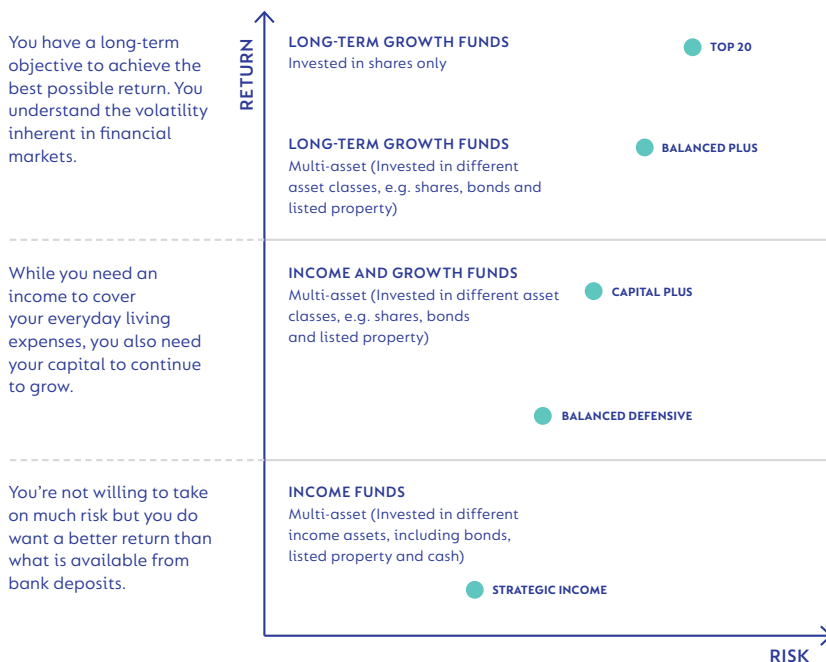 You have a long-term
objective to achieve the
best possible return. You
understand the volatility
inherent in financial
markets.
RETURN
LONG-TERM GROWTH FUNDS
Invested in shares only
TOP 20
LONG-TERM GROWTH FUNDS
Multi-asset (Invested in different
asset classes, e.g. shares, bonds and
listed property)
BALANCED PLUS
While you need an
income to cover
your everyday living
expenses, you also need
your capital to continue
to grow.
INCOME AND GROWTH FUNDS
Multi-asset (Invested in different asset
classes, e.g. shares, bonds
and listed property)
CAPITAL PLUS
BALANCED DEFENSIVE
You're not willing to take
on much risk but you do
want a better return than
what is available from
bank deposits.
INCOME FUNDS
Multi-asset (Invested in different
income assets, including bonds,
listed property and cash)
STRATEGIC INCOME
RISK